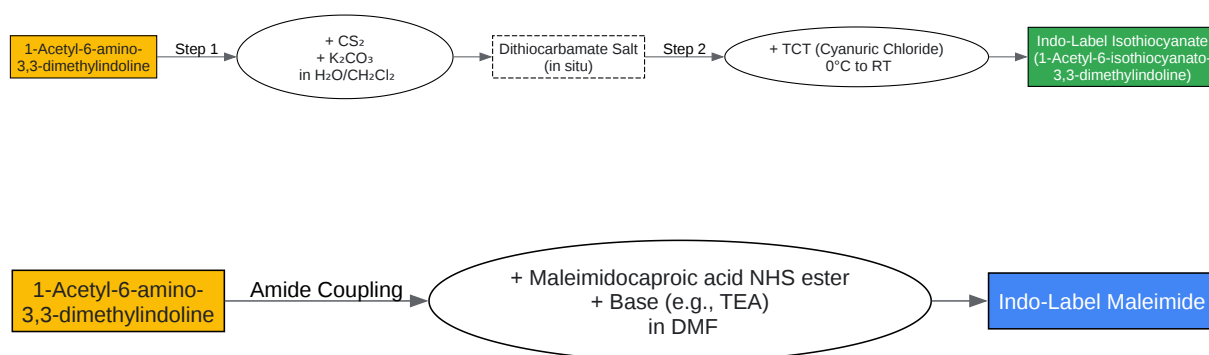 1-Acetyl-6-amino-
3,3-dimethylindoline
Step 1
+ CS₂
+ K₂CO₃
in H₂O/CH₂Cl₂
Dithiocarbamate Salt
(in situ)
Step 2
+ TCT (Cyanuric Chloride)
0°C to RT
Indo-Label Isothiocyanate
(1-Acetyl-6-isothiocyanato-
3,3-dimethylindoline)
1-Acetyl-6-amino-
3,3-dimethylindoline
Amide Coupling
+ Maleimidocaproic acid NHS ester
+ Base (e.g., TEA)
in DMF
Indo-Label Maleimide